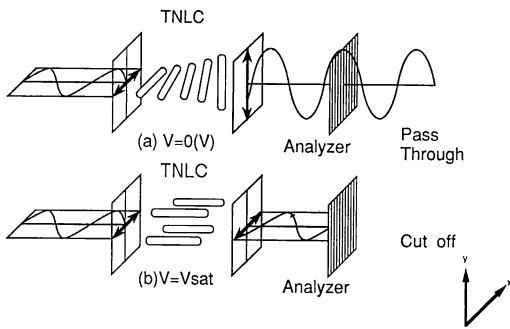 TNLC
(a) V=0(V)
Analyzer
Pass
Through
TNLC
(b)V=Vsat
Analyzer
Cut off
y
x